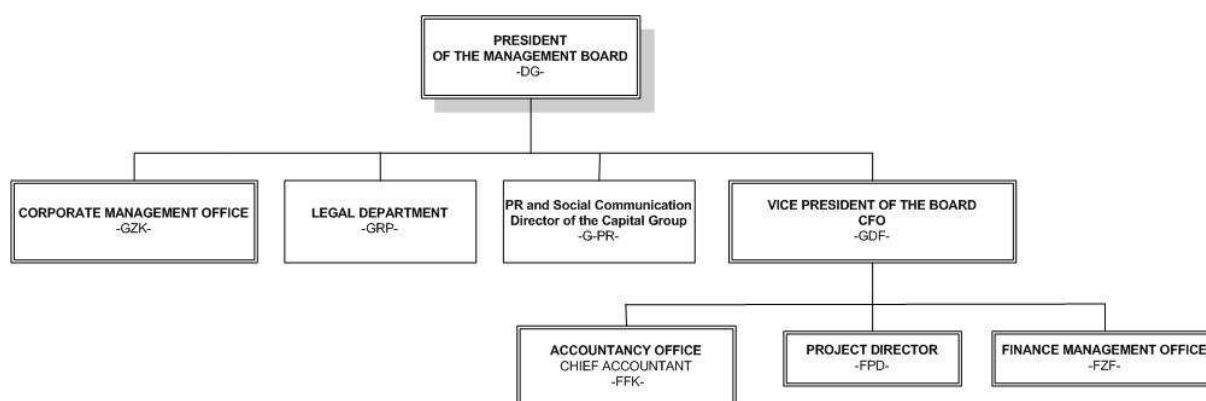 PRESIDENT
OF THE MANAGEMENT BOARD
-DG-
CORPORATE MANAGEMENT OFFICE
-GZK-
LEGAL DEPARTMENT
-GRP-
PR and Social Communication
Director of the Capital Group
-G-PR-
VICE PRESIDENT OF THE BOARD
CFO
-GDF-
ACCOUNTANCY OFFICE
CHIEF ACCOUNTANT
-FFK-
PROJECT DIRECTOR
-FPD-
FINANCE MANAGEMENT OFFICE
-FZF-